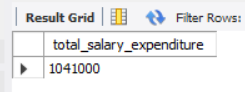 Result Grid Filter Rows:
total_salary_expenditure
1041000